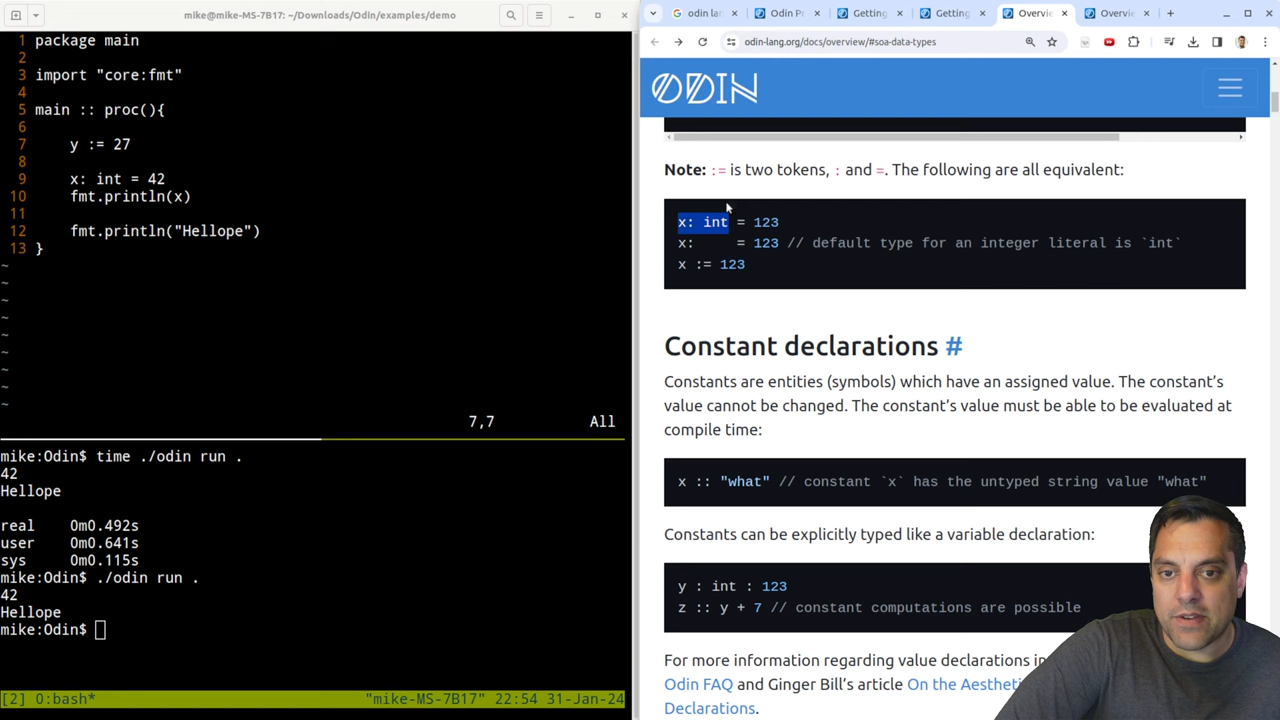 mike@mike-MS-7B17: ~/Downloads/Odin/examples/demo
1 package main
2
3 import "core:fmt"
4
5 main :: proc(){
6
7     y := 27
8
9     x: int = 42
10     fmt.println(x)
11
12     fmt.println("Hellope")
13 }
~
~
~
~
~
~
~
~
~
7,7 All
mike:Odin$ time ./odin run .
42
Hellope
real 0m0.492s
user 0m0.641s
sys 0m0.115s
mike:Odin$ ./odin run .
42
Hellope
mike:Odin$
[2] 0:bash* "mike-MS-7B17" 22:54 31-Jan-24
odin lan
Odin P
Getting
Getting
Overvie
Overvie
odin-lang.org/docs/overview/#soa-data-types
ODIN
Note: := is two tokens, : and =. The following are all equivalent:
x: int = 123
x:     = 123 // default type for an integer literal is `int`
x := 123
Constant declarations #
Constants are entities (symbols) which have an assigned value. The constant's
value cannot be changed. The constant's value must be able to be evaluated at
compile time:
x :: "what" // constant `x` has the untyped string value "what"
Constants can be explicitly typed like a variable declaration:
y : int : 123
z :: y + 7 // constant computations are possible
For more information regarding value declarations in
Odin FAQ and Ginger Bill's article On the Aestheti
Declarations.